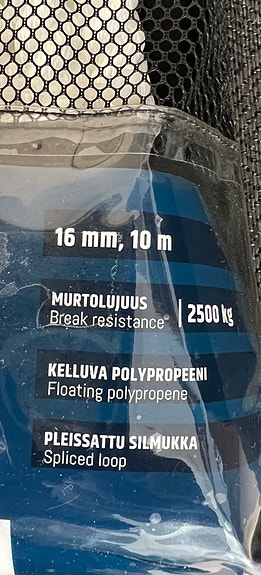 16 mm, 10 m
MURTOLUJUUS
Break resistance | 2500 kg
KELLUVA POLYPROPEENI
Floating polypropene
PLEISSATTU SILMUKKA
Spliced loop